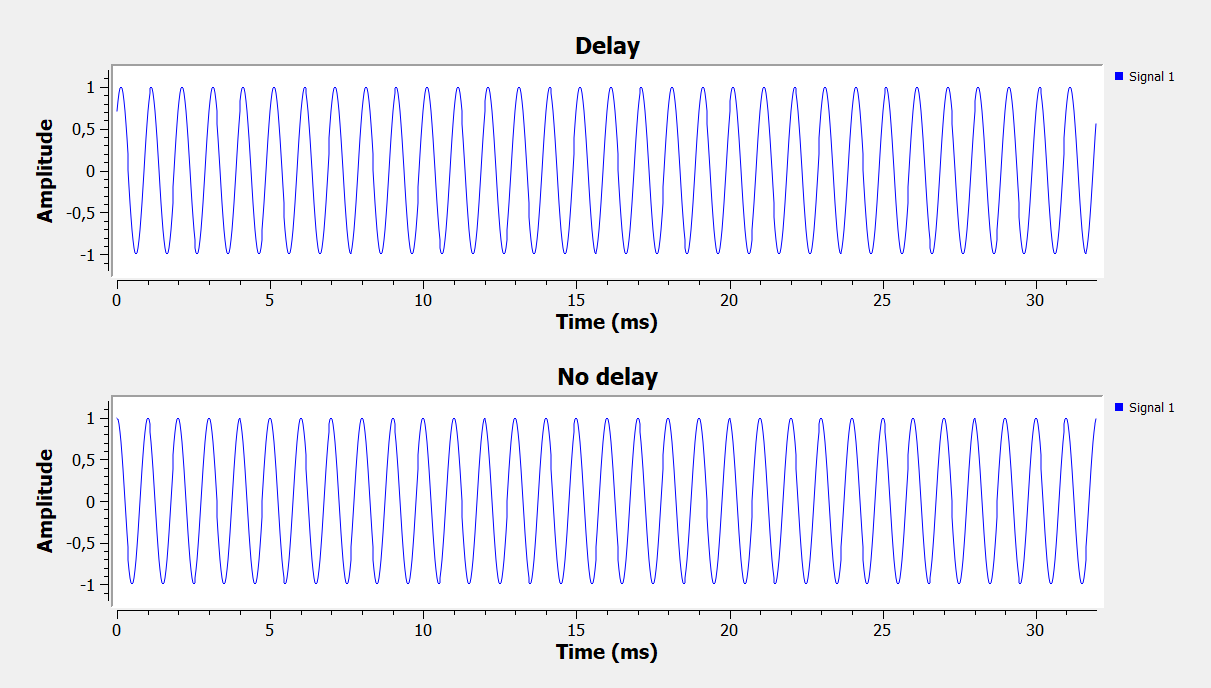 Delay
Signal 1
1
0,5
0
-0,5
-1
Amplitude
0 5 10 15 20 25 30
Time (ms)
No delay
Signal 1
1
0,5
0
-0,5
-1
Amplitude
0 5 10 15 20 25 30
Time (ms)